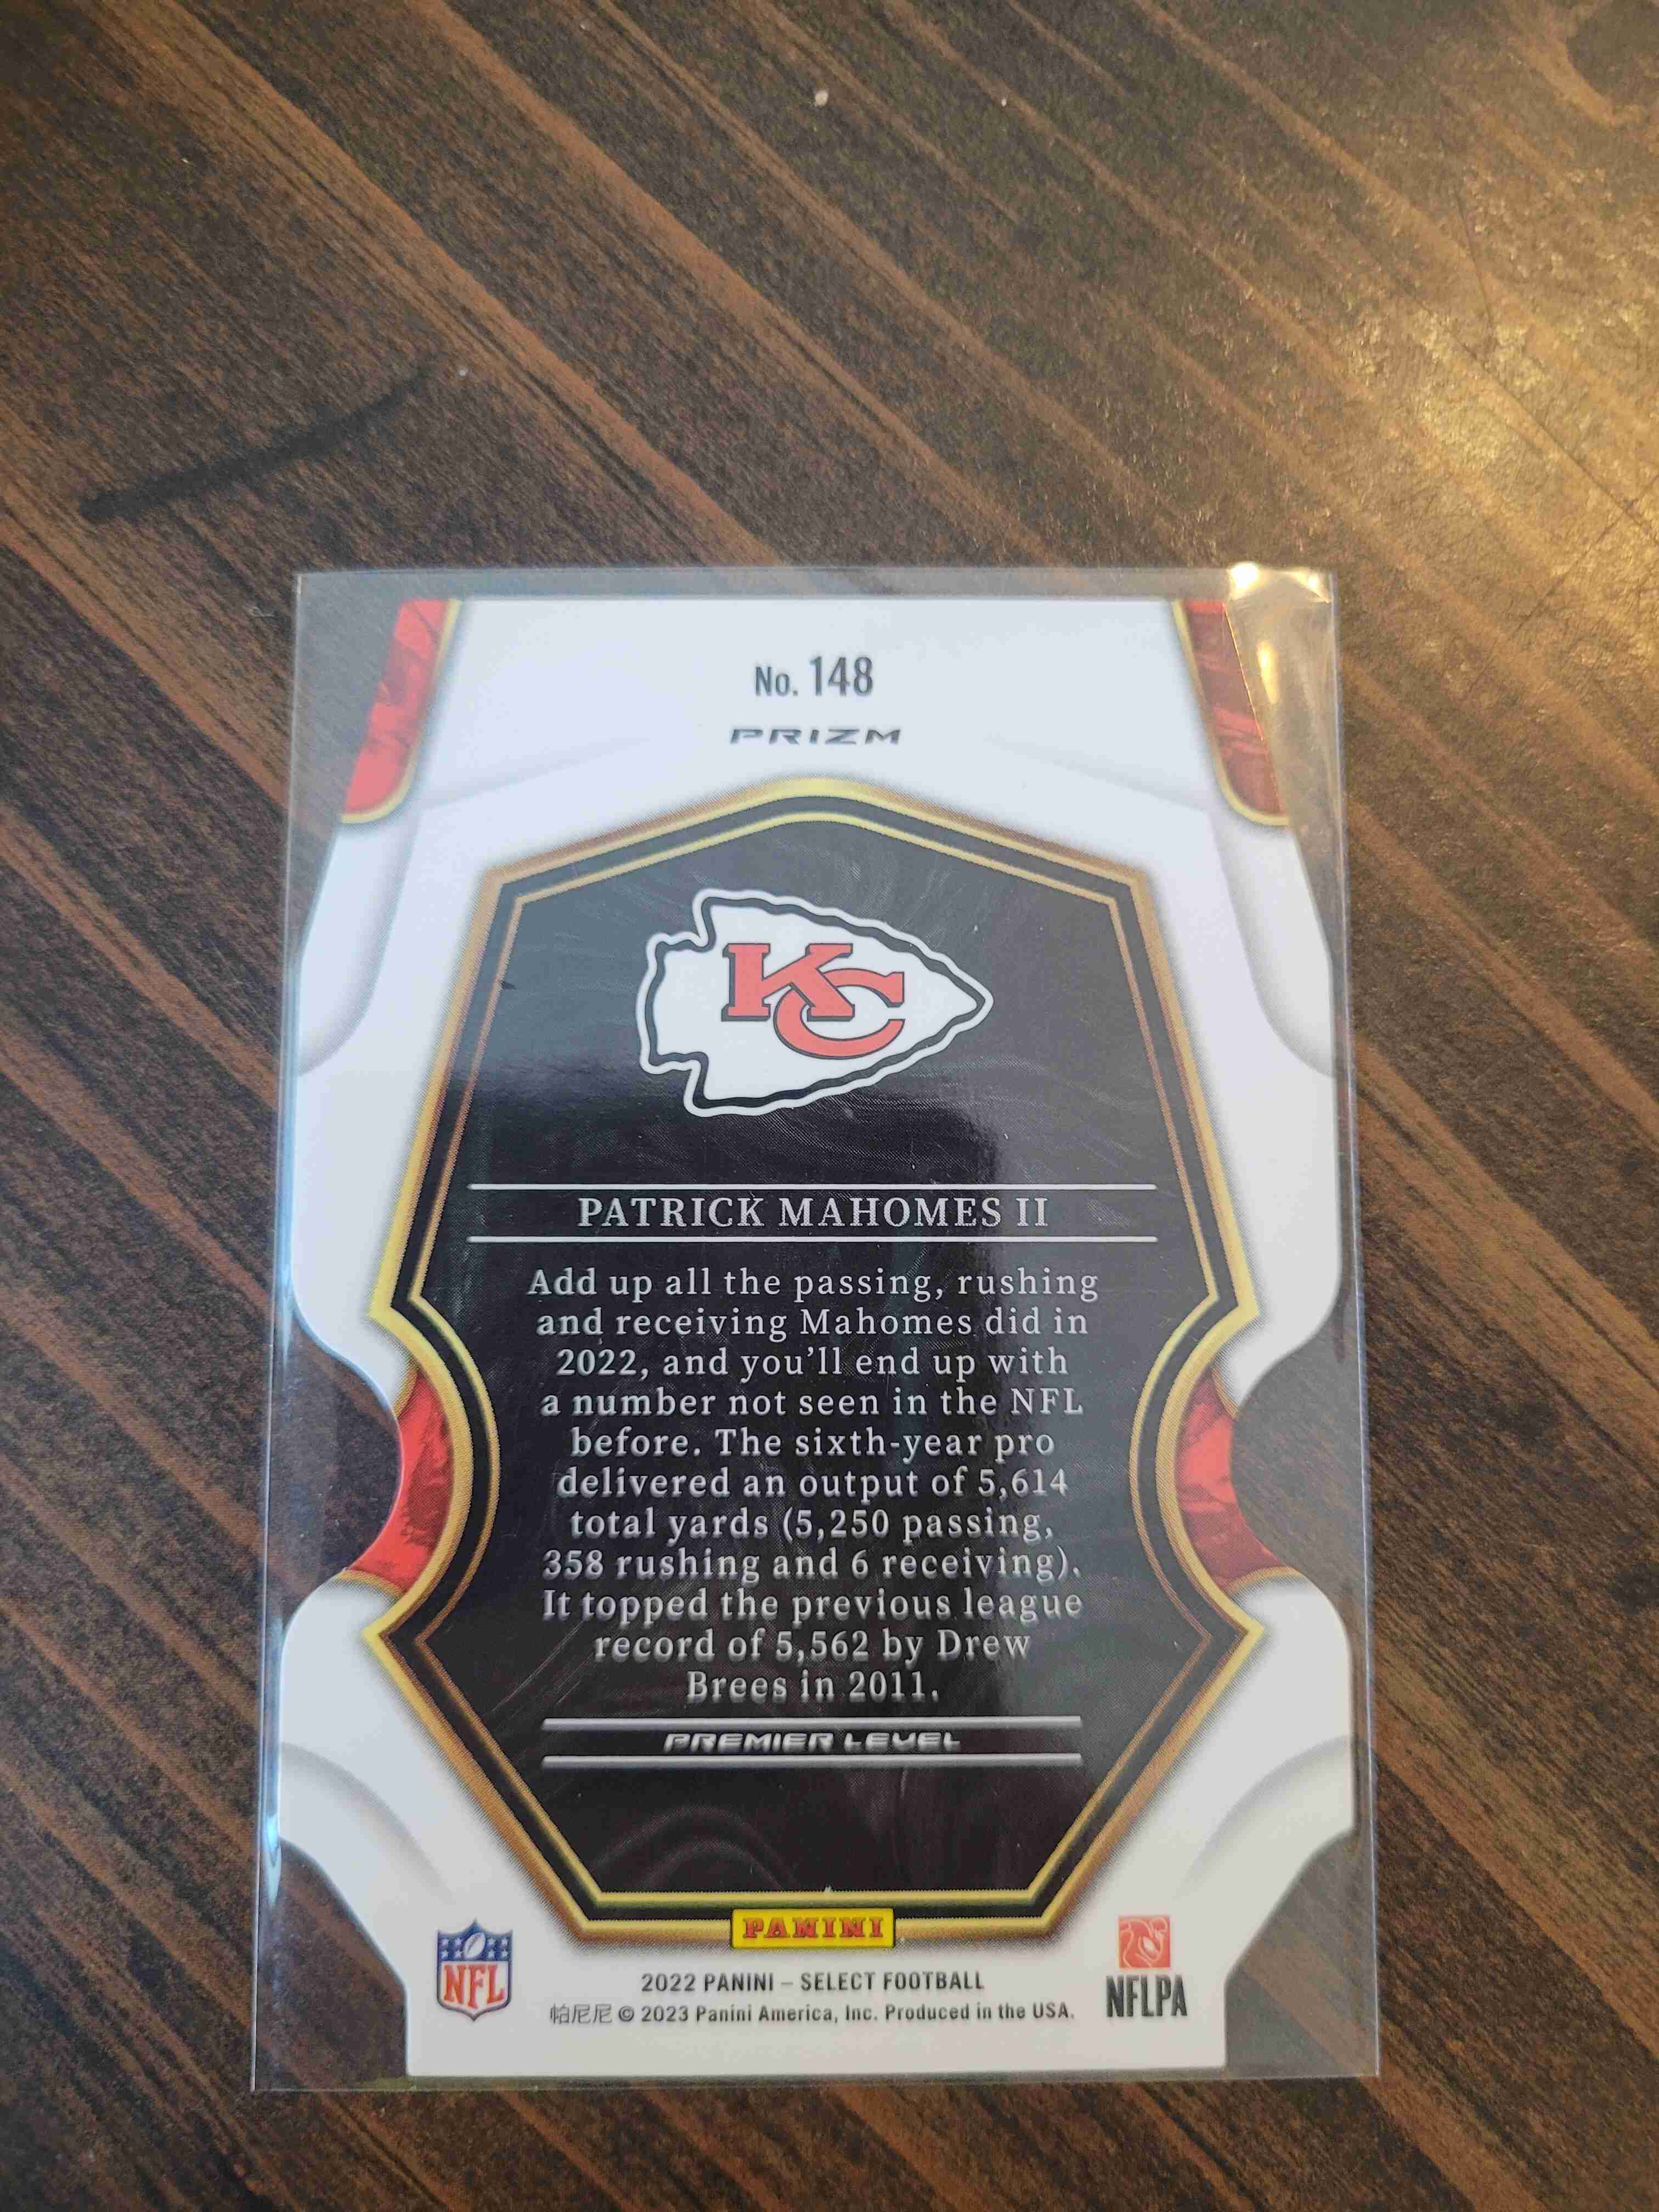 No. 148
PRIZM
KC
PATRICK MAHOMES II
Add up all the passing, rushing
and receiving Mahomes did in
2022, and you'll end up with
a number not seen in the NFL
before. The sixth-year pro
delivered an output of 5,614
total yards (5,250 passing,
358 rushing and 6 receiving).
It topped the previous league
record of 5,562 by Drew
Brees in 2011.
PREMIER LEVEL
PANINI
NFL
2022 PANINI – SELECT FOOTBALL
帕尼尼 © 2023 Panini America, Inc. Produced in the USA.
NFLPA